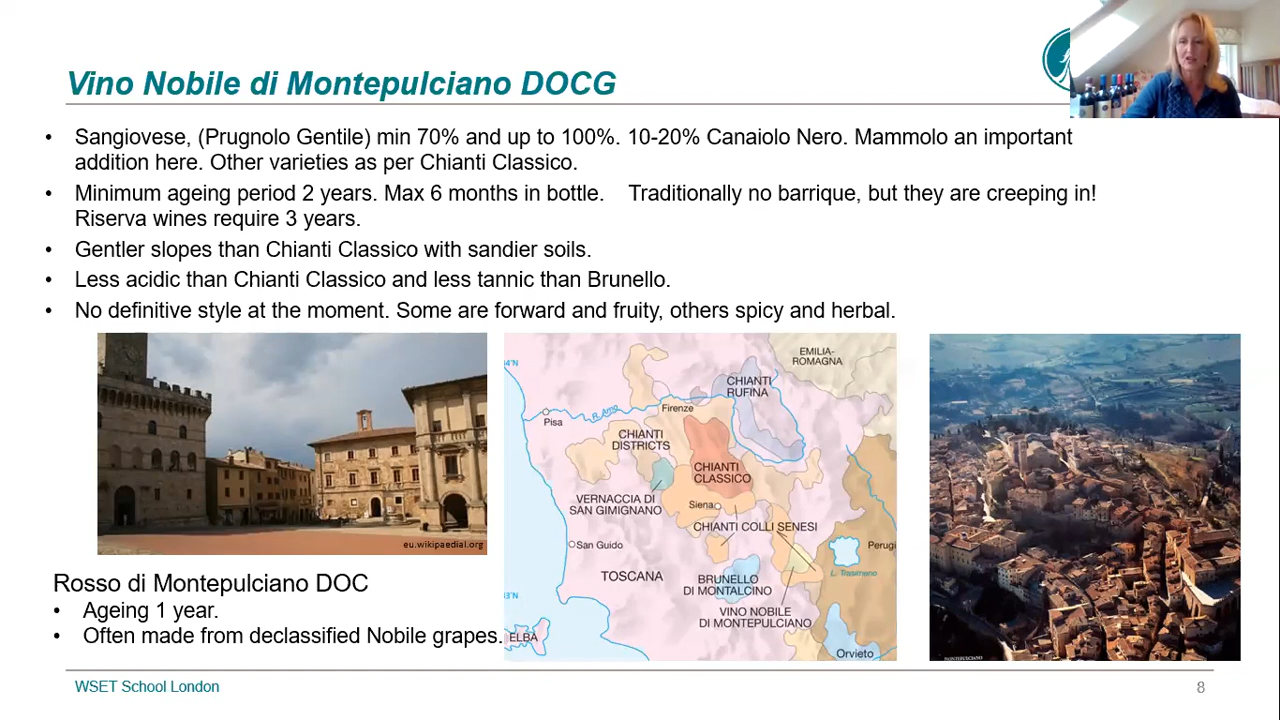 Vino Nobile di Montepulciano DOCG
• Sangiovese, (Prugnolo Gentile) min 70% and up to 100%. 10-20% Canaiolo Nero. Mammolo an important
addition here. Other varieties as per Chianti Classico.
• Minimum ageing period 2 years. Max 6 months in bottle. Traditionally no barrique, but they are creeping in!
Riserva wines require 3 years.
• Gentler slopes than Chianti Classico with sandier soils.
• Less acidic than Chianti Classico and less tannic than Brunello.
• No definitive style at the moment. Some are forward and fruity, others spicy and herbal.
eu.wikipaedial.org
44°N
EMILIA-
ROMAGNA
CHIANTI
RUFINA
Pisa
R. Arno
Firenze
CHIANTI
DISTRICTS
CHIANTI
CLASSICO
VERNACCIA DI
SAN GIMIGNANO
Siena
CHIANTI COLLI SENESI
San Guido
Perugi
L. Trasimeno
TOSCANA
BRUNELLO
DI MONTALCINO
43°N
VINO NOBILE
DI MONTEPULCIANO
ELBA
Orvieto
MONTEPULCIANO
Rosso di Montepulciano DOC
• Ageing 1 year.
• Often made from declassified Nobile grapes.
WSET School London
8